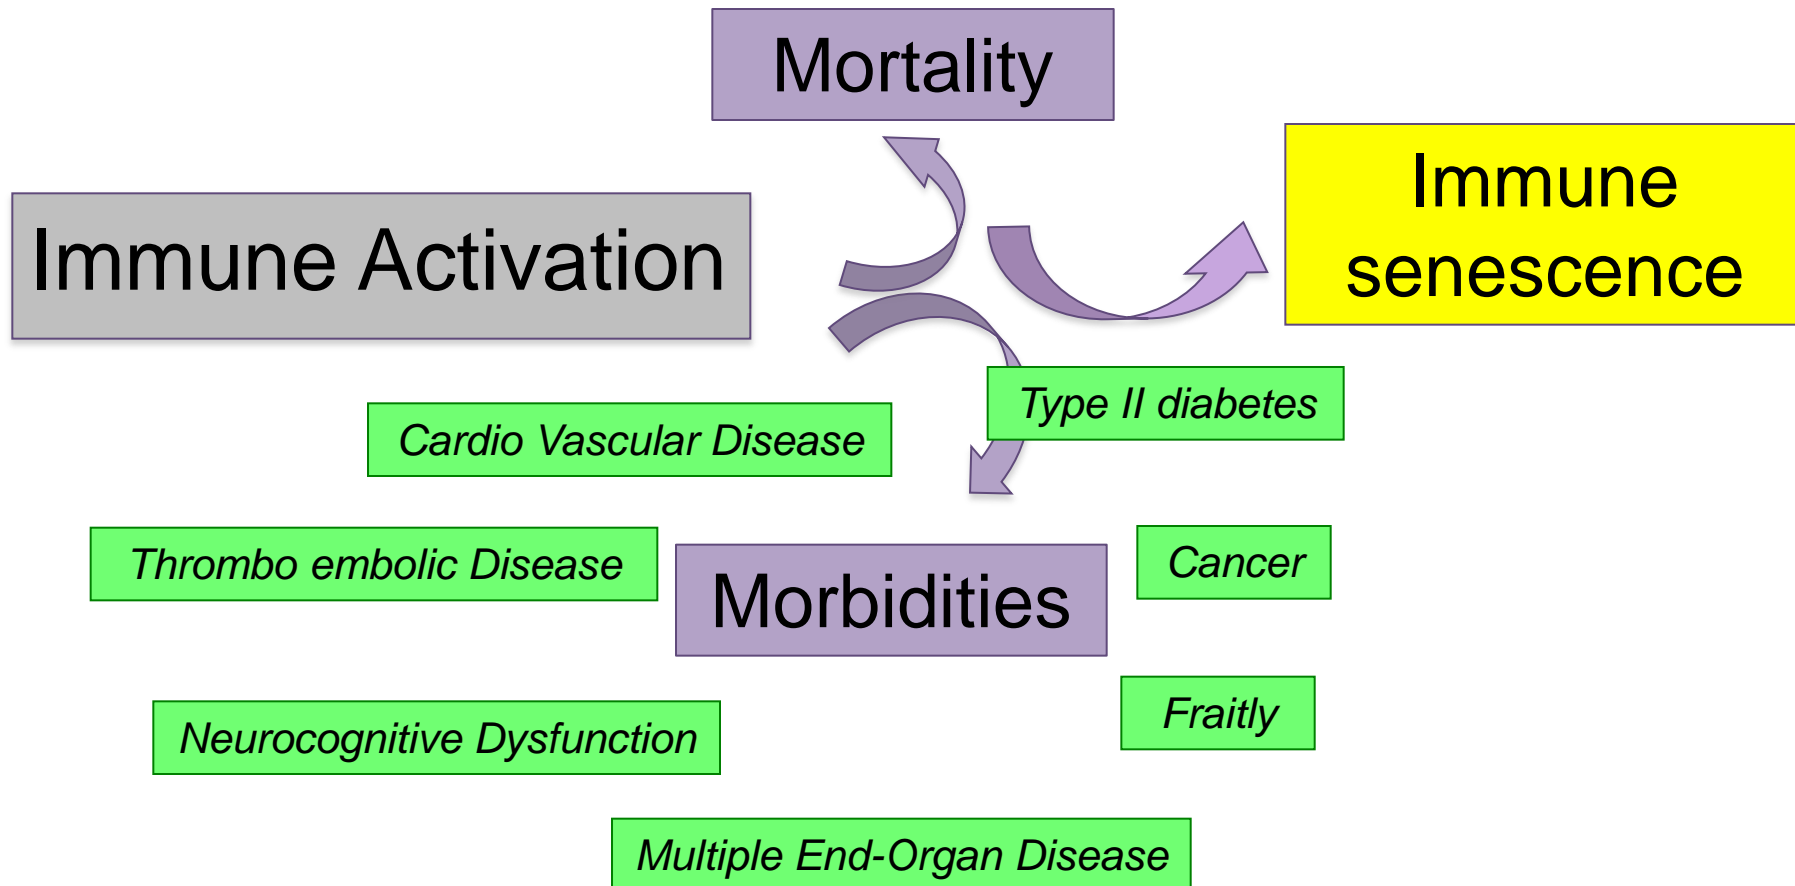 Mortality
Immune
senescence
Immune Activation
Type II diabetes
Cardio Vascular Disease
Thrombo embolic Disease
Cancer
Morbidities
Fraitly
Neurocognitive Dysfunction
Multiple End-Organ Disease